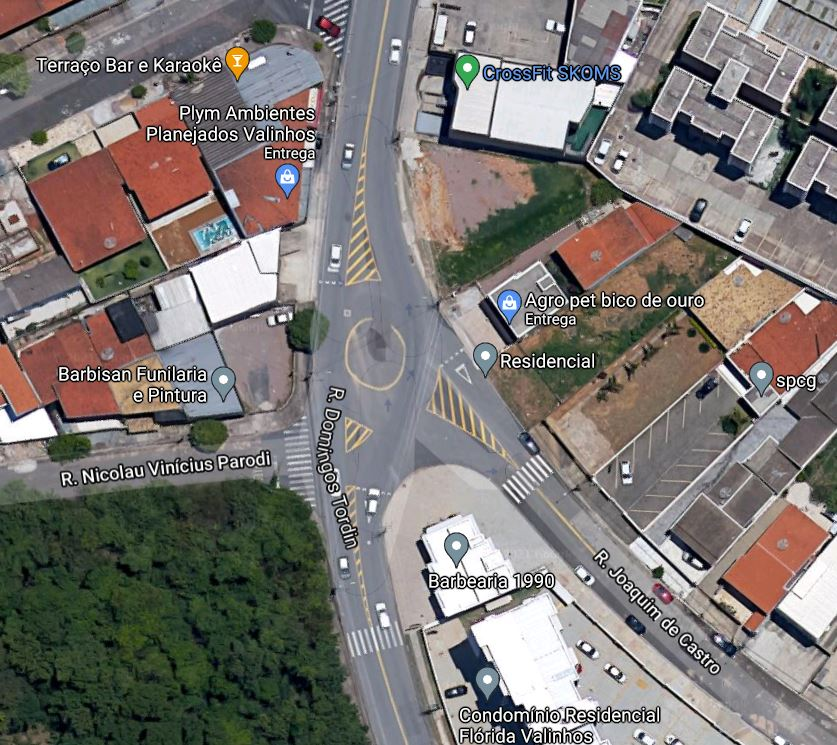 Terraço Bar e Karaokê
CrossFit SKOMS
Plym Ambientes
Planejados Valinhos
Entrega
Agro pet bico de ouro
Entrega
Residencial
Barbisan Funilaria
e Pintura
spcg
R. Domingos Tordin
R. Nicolau Vinícius Parodi
Barbearia 1990
R. Joaquim de Castro
Condomínio Residencial
Flórida Valinhos